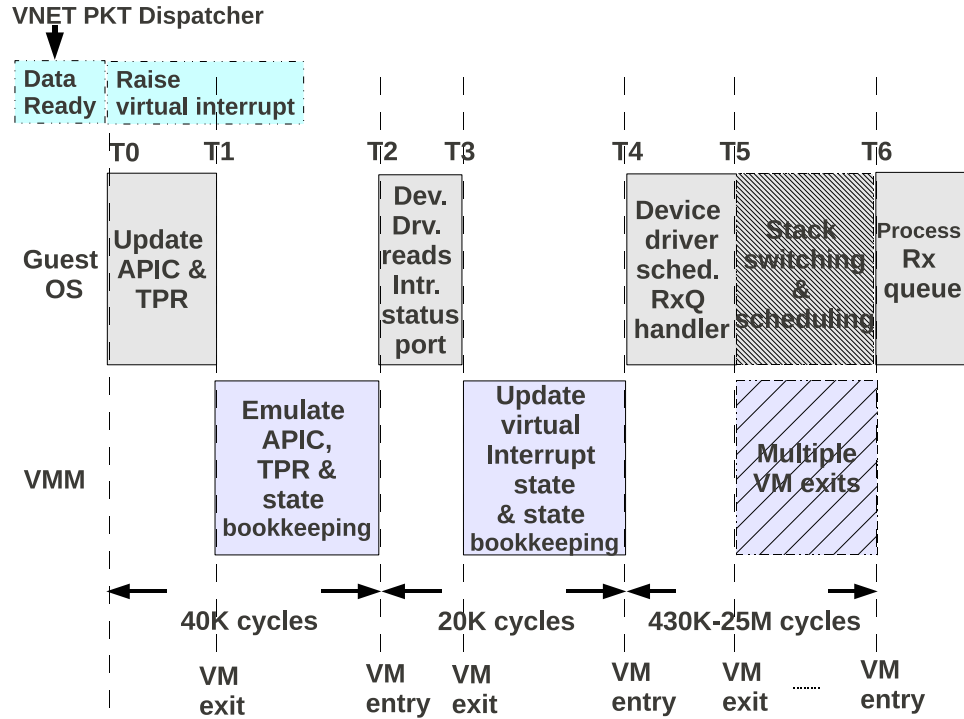 VNET PKT Dispatcher
Data
Ready
Raise
virtual interrupt
T0
T1
T2
T3
T4
T5
T6
Guest
OS
Update
APIC &
TPR
Dev.
Drv.
reads
Intr.
status
port
Device
driver
sched.
RxQ
handler
Stack
switching
&
scheduling
Process
Rx
queue
VMM
Emulate
APIC,
TPR &
state
bookkeeping
Update
virtual
Interrupt
state
& state
bookkeeping
Multiple
VM exits
40K cycles
20K cycles
430K-25M cycles
VM
exit
VM
entry
VM
exit
VM
entry
VM
exit
........
VM
entry